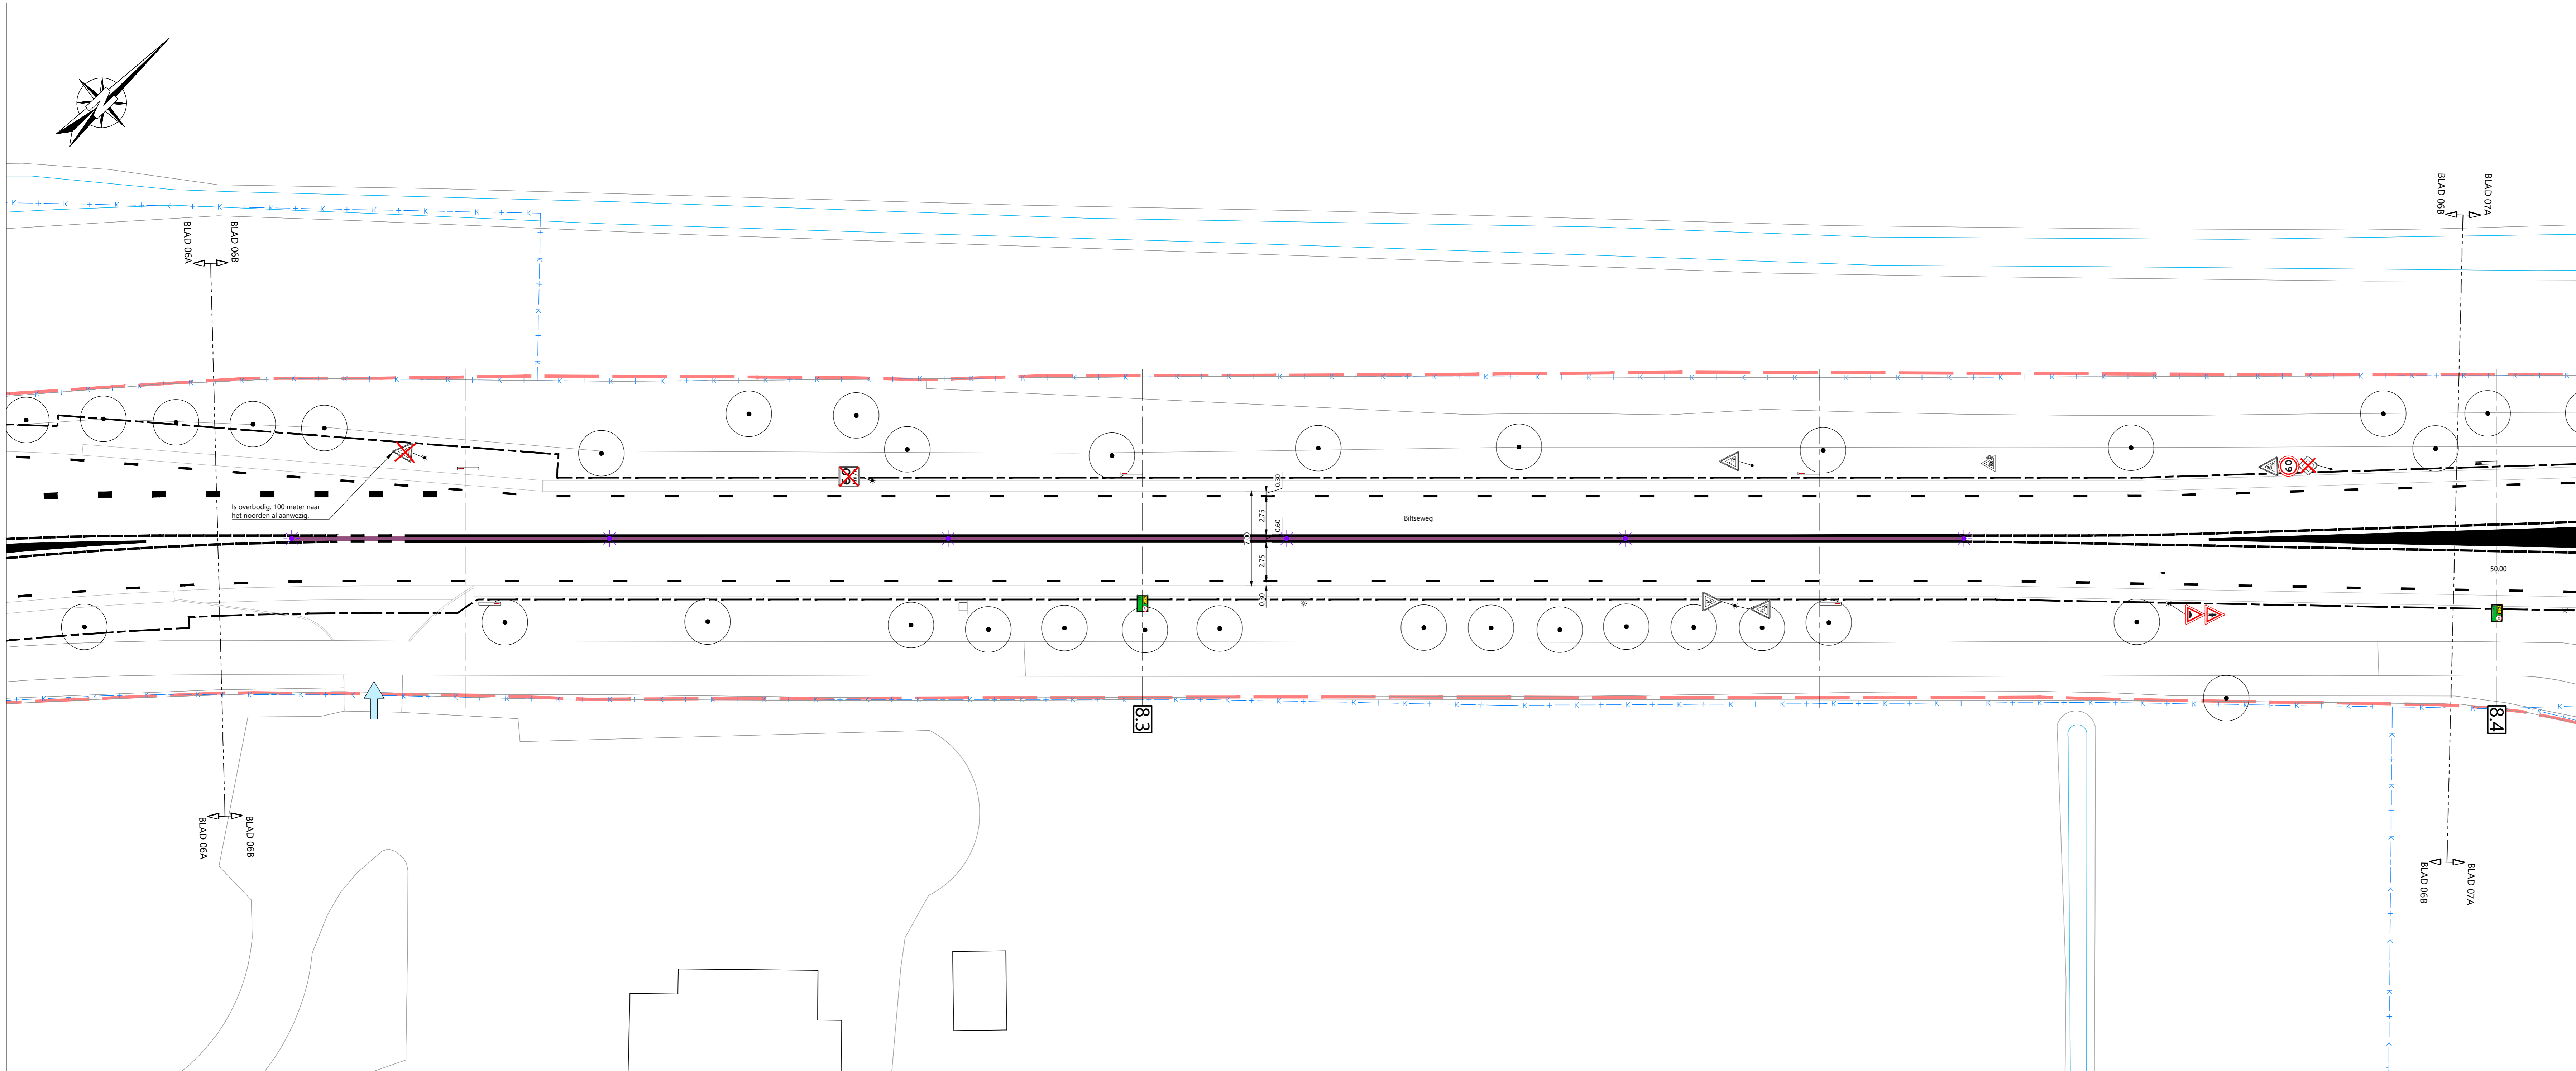 BLAD 06A
BLAD 06B
BLAD 06B
BLAD 07A
Is overbodig. 100 meter naar
het noorden al aanwezig.
60
0.30
2.75
0.60
7.00
2.75
0.30
Biltseweg
50.00
8.3
8.4
BLAD 06A
BLAD 06B
BLAD 06B
BLAD 07A